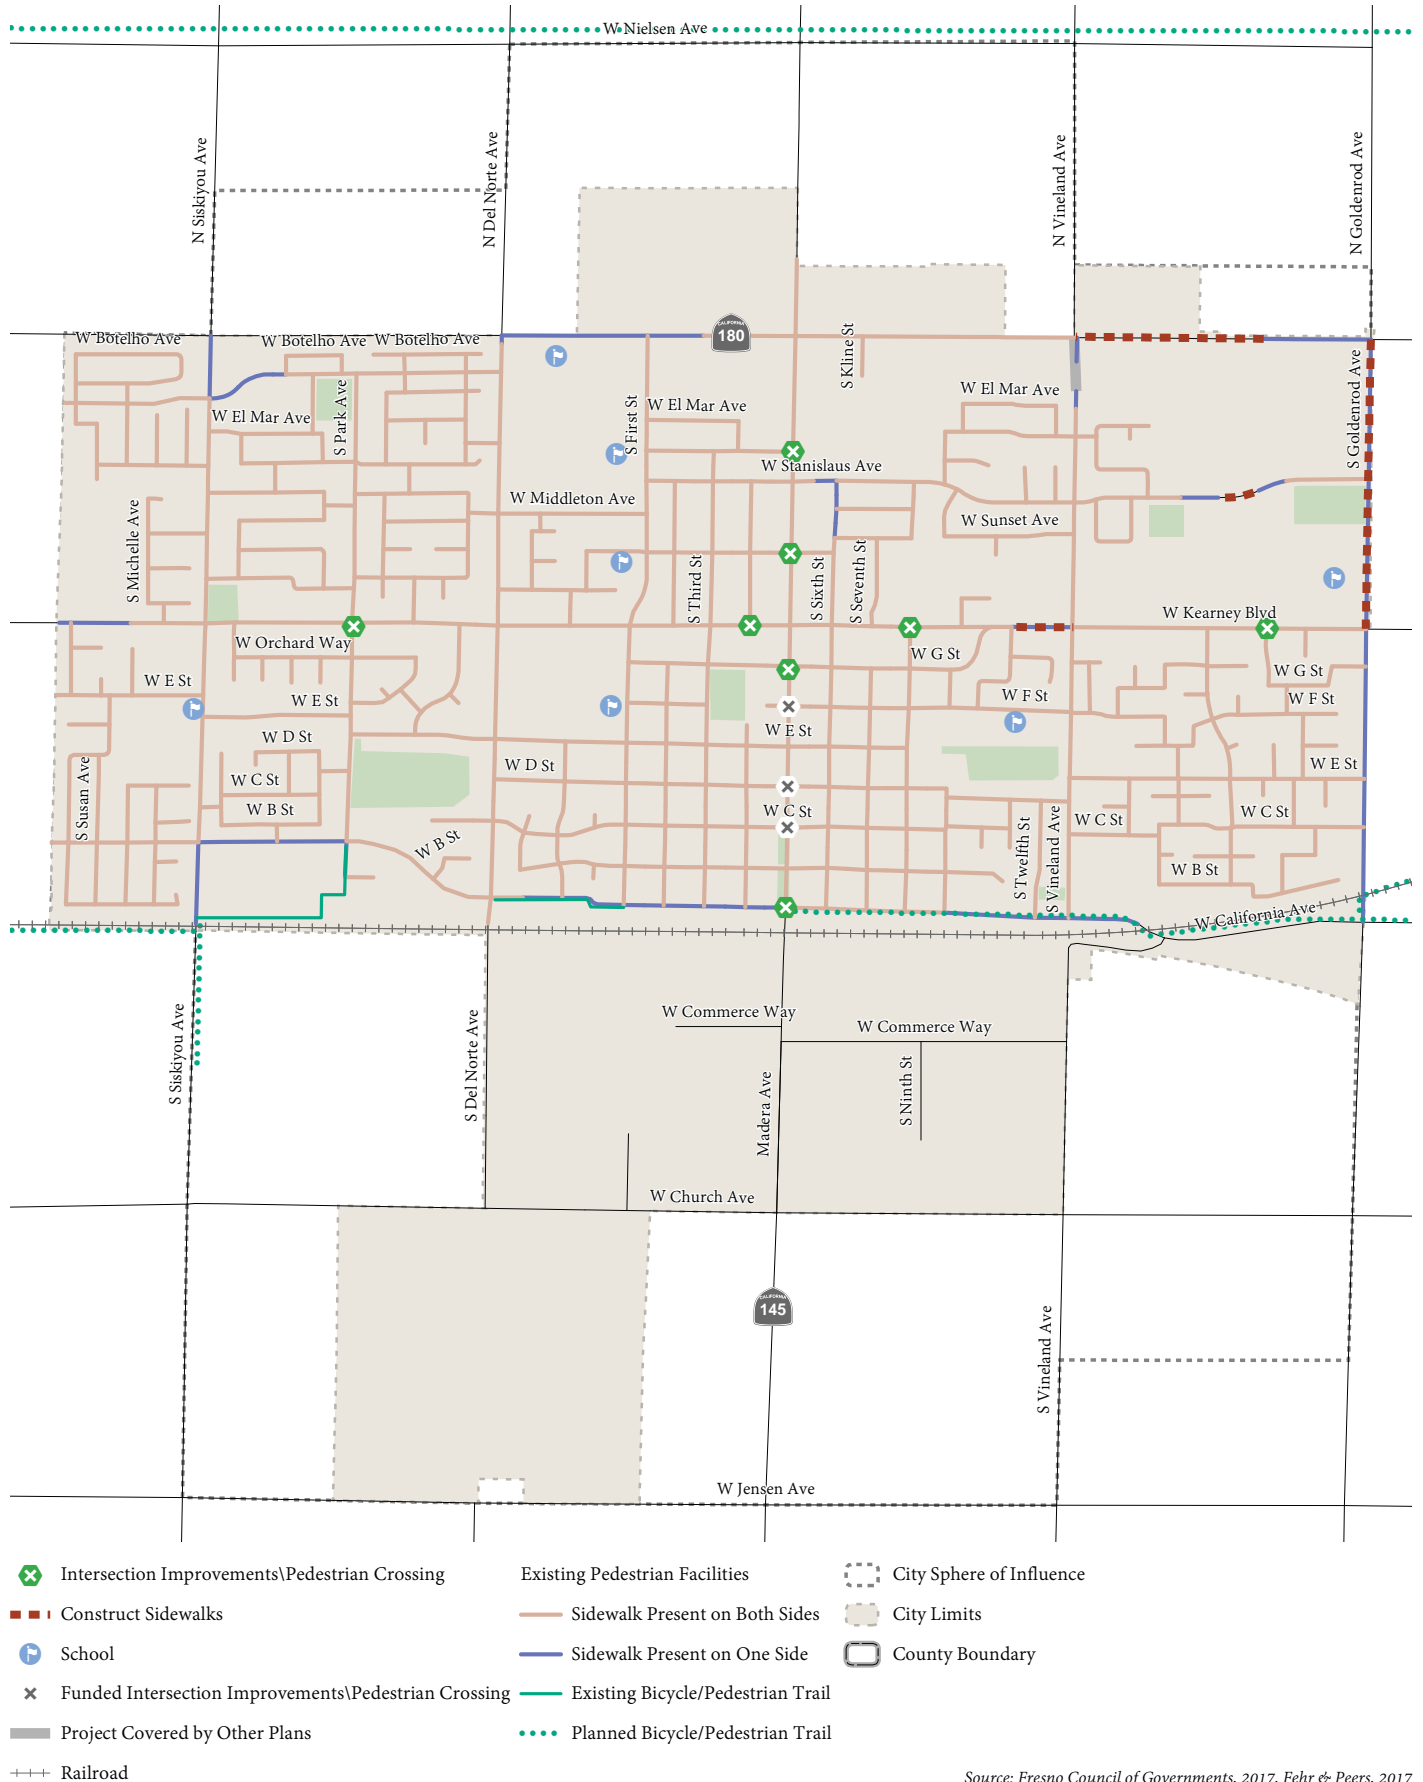 W Nielsen Ave
N Siskiyou Ave
N Del Norte Ave
N Vineland Ave
N Goldenrod Ave
W Botelho Ave
W Botelho Ave
W Botelho Ave
CALIFORNIA
180
S Kline St
S Park Ave
W El Mar Ave
S First St
W El Mar Ave
W El Mar Ave
S Goldenrod Ave
W Stanislaus Ave
W Middleton Ave
W Sunset Ave
S Michelle Ave
S Third St
S Sixth St
S Seventh St
W Kearney Blvd
W Orchard Way
W G St
W G St
W E St
W E St
W F St
W F St
W E St
W D St
W D St
W E St
W C St
S Susan Ave
W B St
W C St
W C St
W C St
W B St
S Twelfth St
S Vineland Ave
W B St
W California Ave
S Siskiyou Ave
S Del Norte Ave
W Commerce Way
W Commerce Way
Madera Ave
S Ninth St
W Church Ave
CALIFORNIA
145
S Vineland Ave
W Jensen Ave
Intersection Improvements\Pedestrian Crossing
Construct Sidewalks
School
Funded Intersection Improvements\Pedestrian Crossing
Project Covered by Other Plans
Railroad
Existing Pedestrian Facilities
Sidewalk Present on Both Sides
Sidewalk Present on One Side
Existing Bicycle/Pedestrian Trail
Planned Bicycle/Pedestrian Trail
City Sphere of Influence
City Limits
County Boundary
Source: Fresno Council of Governments, 2017, Fehr & Peers, 2017